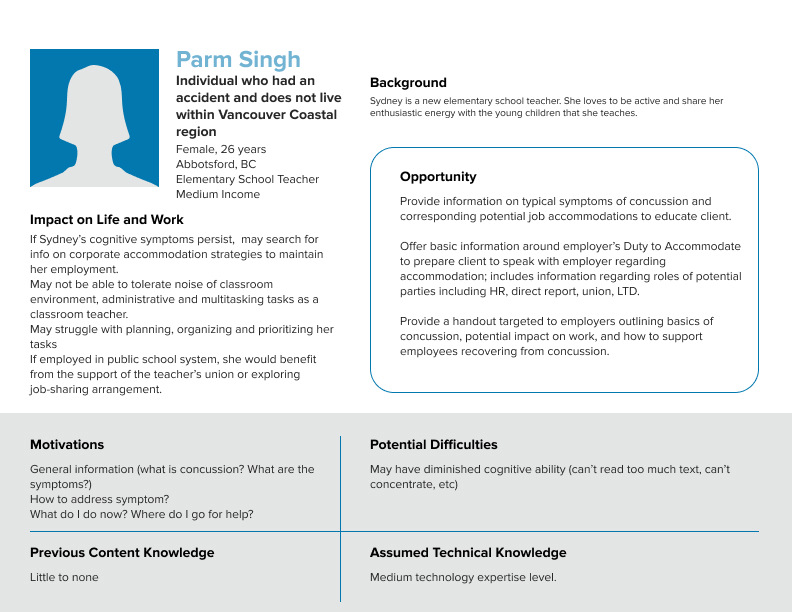 Parm Singh
Individual who had an
accident and does not live
within Vancouver Coastal
region
Female, 26 years
Abbotsford, BC
Elementary School Teacher
Medium Income
Background
Sydney is a new elementary school teacher. She loves to be active and share her
enthusiastic energy with the young children that she teaches.
Impact on Life and Work
If Sydney's cognitive symptoms persist,  may search for
info on corporate accommodation strategies to maintain
her employment.
May not be able to tolerate noise of classroom
environment, administrative and multitasking tasks as a
classroom teacher.
May struggle with planning, organizing and prioritizing her
tasks
If employed in public school system, she would benefit
from the support of the teacher's union or exploring
job-sharing arrangement.
Opportunity
Provide information on typical symptoms of concussion and
corresponding potential job accommodations to educate client.
Offer basic information around employer's Duty to Accommodate
to prepare client to speak with employer regarding
accommodation; includes information regarding roles of potential
parties including HR, direct report, union, LTD.
Provide a handout targeted to employers outlining basics of
concussion, potential impact on work, and how to support
employees recovering from concussion.
Motivations
General information (what is concussion? What are the
symptoms?)
How to address symptom?
What do I do now? Where do I go for help?
Potential Difficulties
May have diminished cognitive ability (can't read too much text, can't
concentrate, etc)
Previous Content Knowledge
Little to none
Assumed Technical Knowledge
Medium technology expertise level.